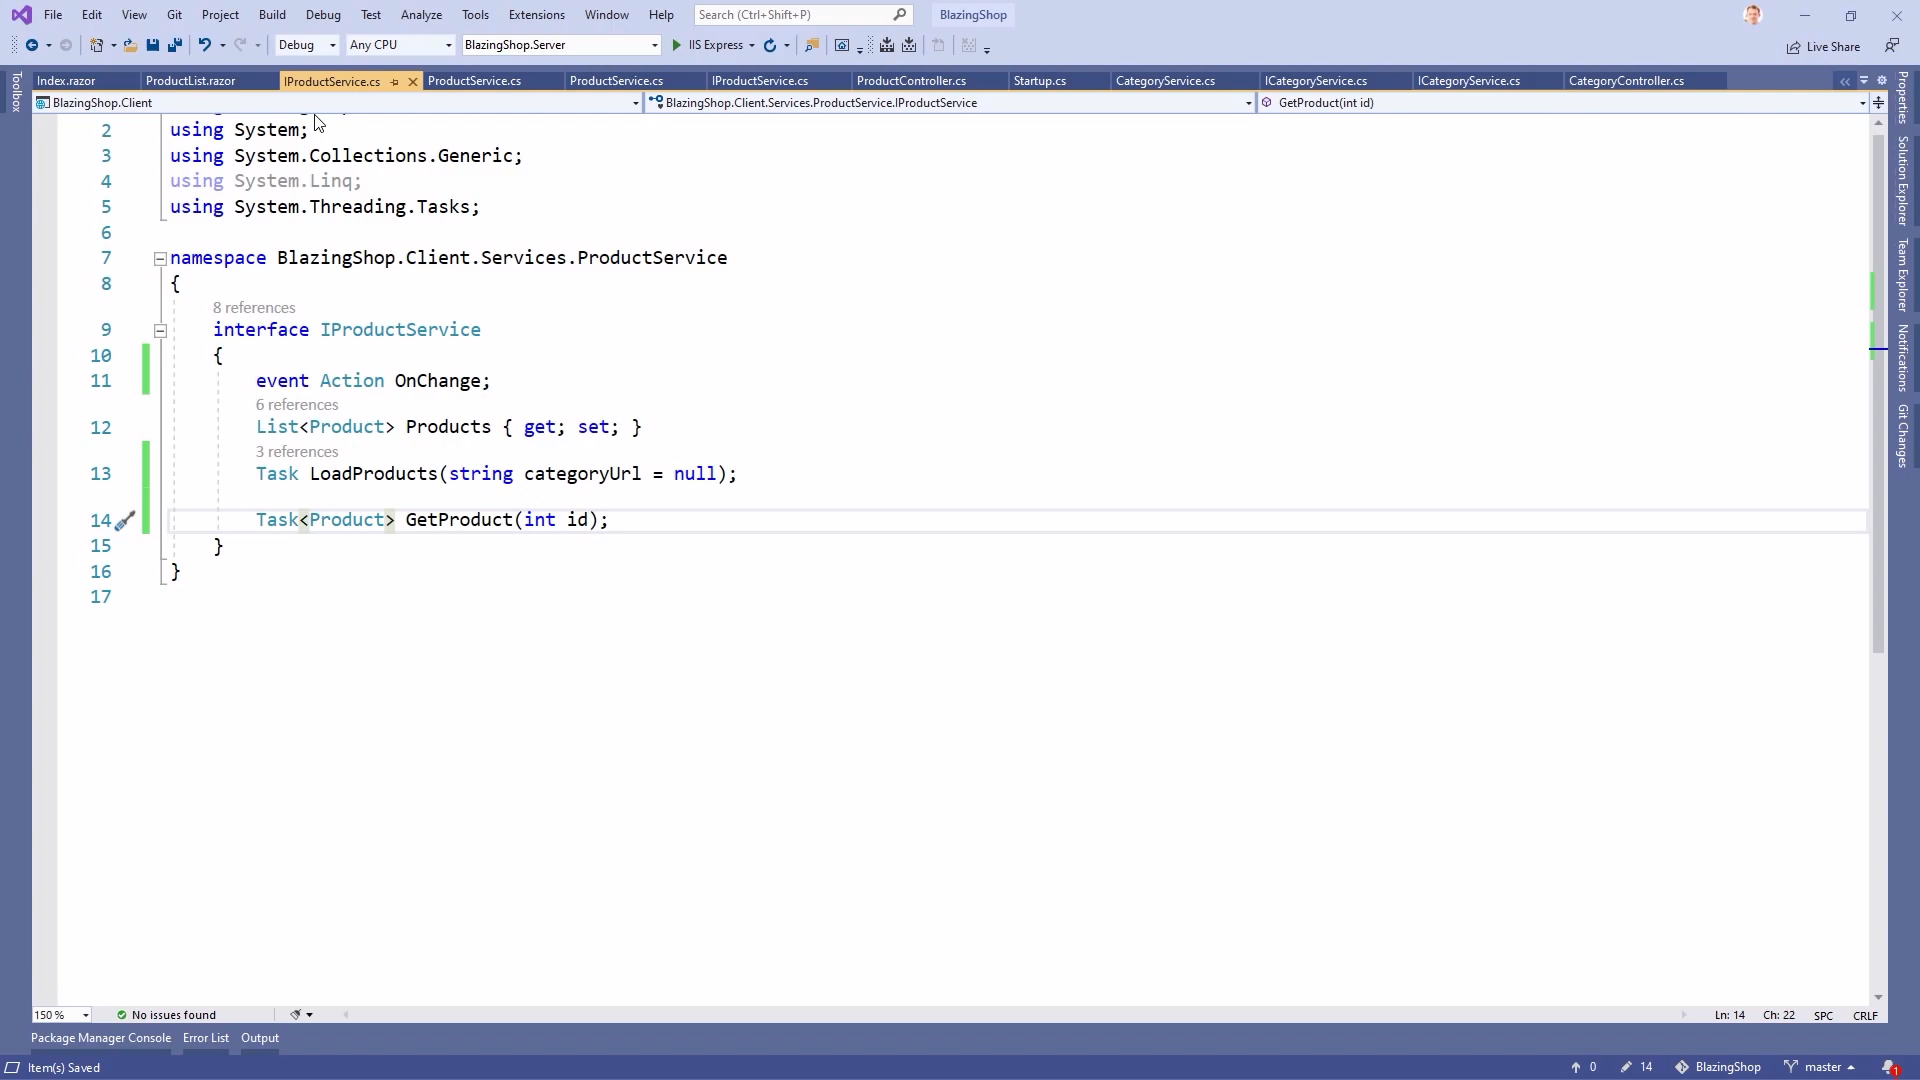 File Edit View Git Project Build Debug Test Analyze Tools Extensions Window Help Search (Ctrl+Shift+P) BlazingShop
Debug Any CPU BlazingShop.Server IIS Express Live Share
Index.razor ProductList.razor IProductService.cs ProductService.cs ProductService.cs IProductService.cs ProductController.cs Startup.cs CategoryService.cs ICategoryService.cs ICategoryService.cs CategoryController.cs
BlazingShop.Client BlazingShop.Client.Services.ProductService.IProductService GetProduct(int id)
2 using System;
3 using System.Collections.Generic;
4 using System.Linq;
5 using System.Threading.Tasks;
6
7 namespace BlazingShop.Client.Services.ProductService
8 {
8 references
9 interface IProductService
10 {
11 event Action OnChange;
6 references
12 List<Product> Products { get; set; }
3 references
13 Task LoadProducts(string categoryUrl = null);
14 Task<Product> GetProduct(int id);
15 }
16 }
17
Toolbox
Properties
Solution Explorer
Team Explorer
Notifications
Git Changes
150 % No issues found Ln: 14 Ch: 22 SPC CRLF
Package Manager Console Error List Output
Item(s) Saved 0 14 BlazingShop master 1